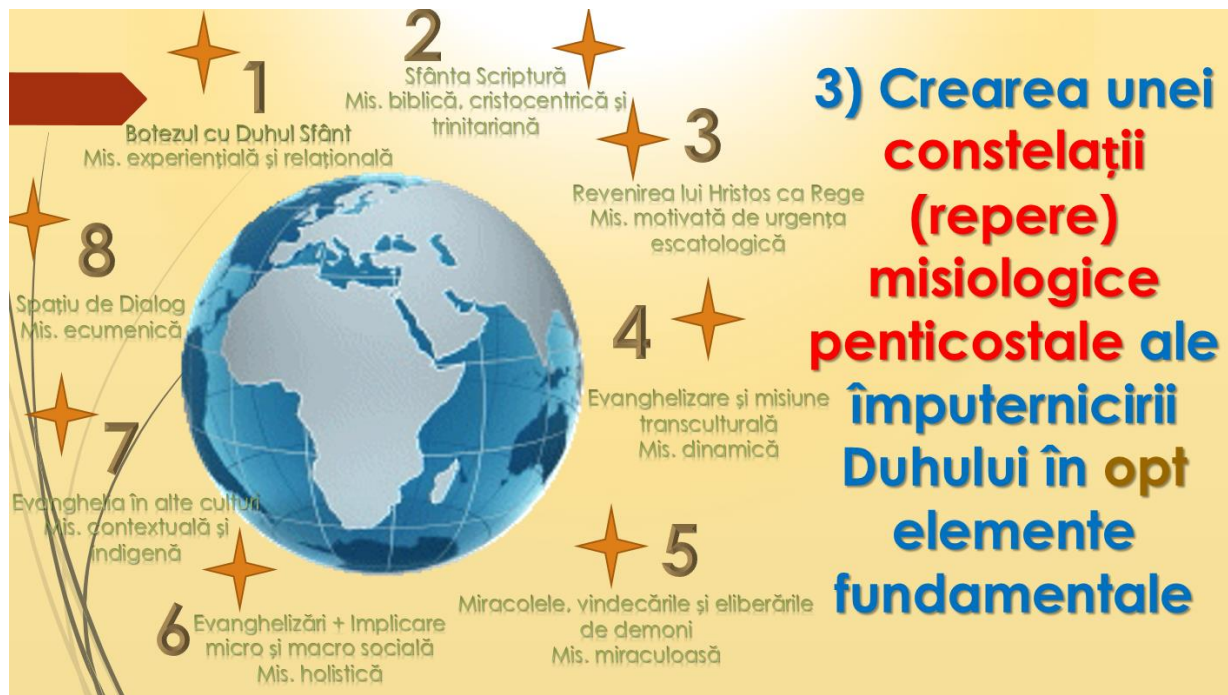 1
Botezul cu Duhul Sfânt
Mis. experiențială și relațională
2
Sfânta Scriptură
Mis. biblică, cristocentrică și
trinitariană
3
Revenirea lui Hristos ca Rege
Mis. motivată de urgența
escatologică
4
Evanghelizare și misiune
transculturală
Mis. dinamică
5
Miracolele, vindecările și eliberările
de demoni
Mis. miraculoasă
6
Evanghelizări + Implicare
micro și macro socială
Mis. holistică
7
Evanghelia în alte culturi
Mis. contextuală și
indigenă
8
Spațiu de Dialog
Mis. ecumenică
3) Crearea unei
constelații
(repere)
misiologice
penticostale ale
împuternicirii
Duhului în opt
elemente
fundamentale